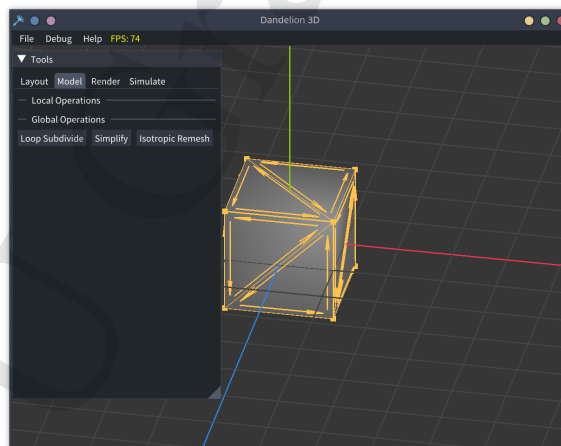 Dandelion 3D
File Debug Help FPS: 74
Tools
Layout Model Render Simulate
Local Operations
Global Operations
Loop Subdivide Simplify Isotropic Remesh